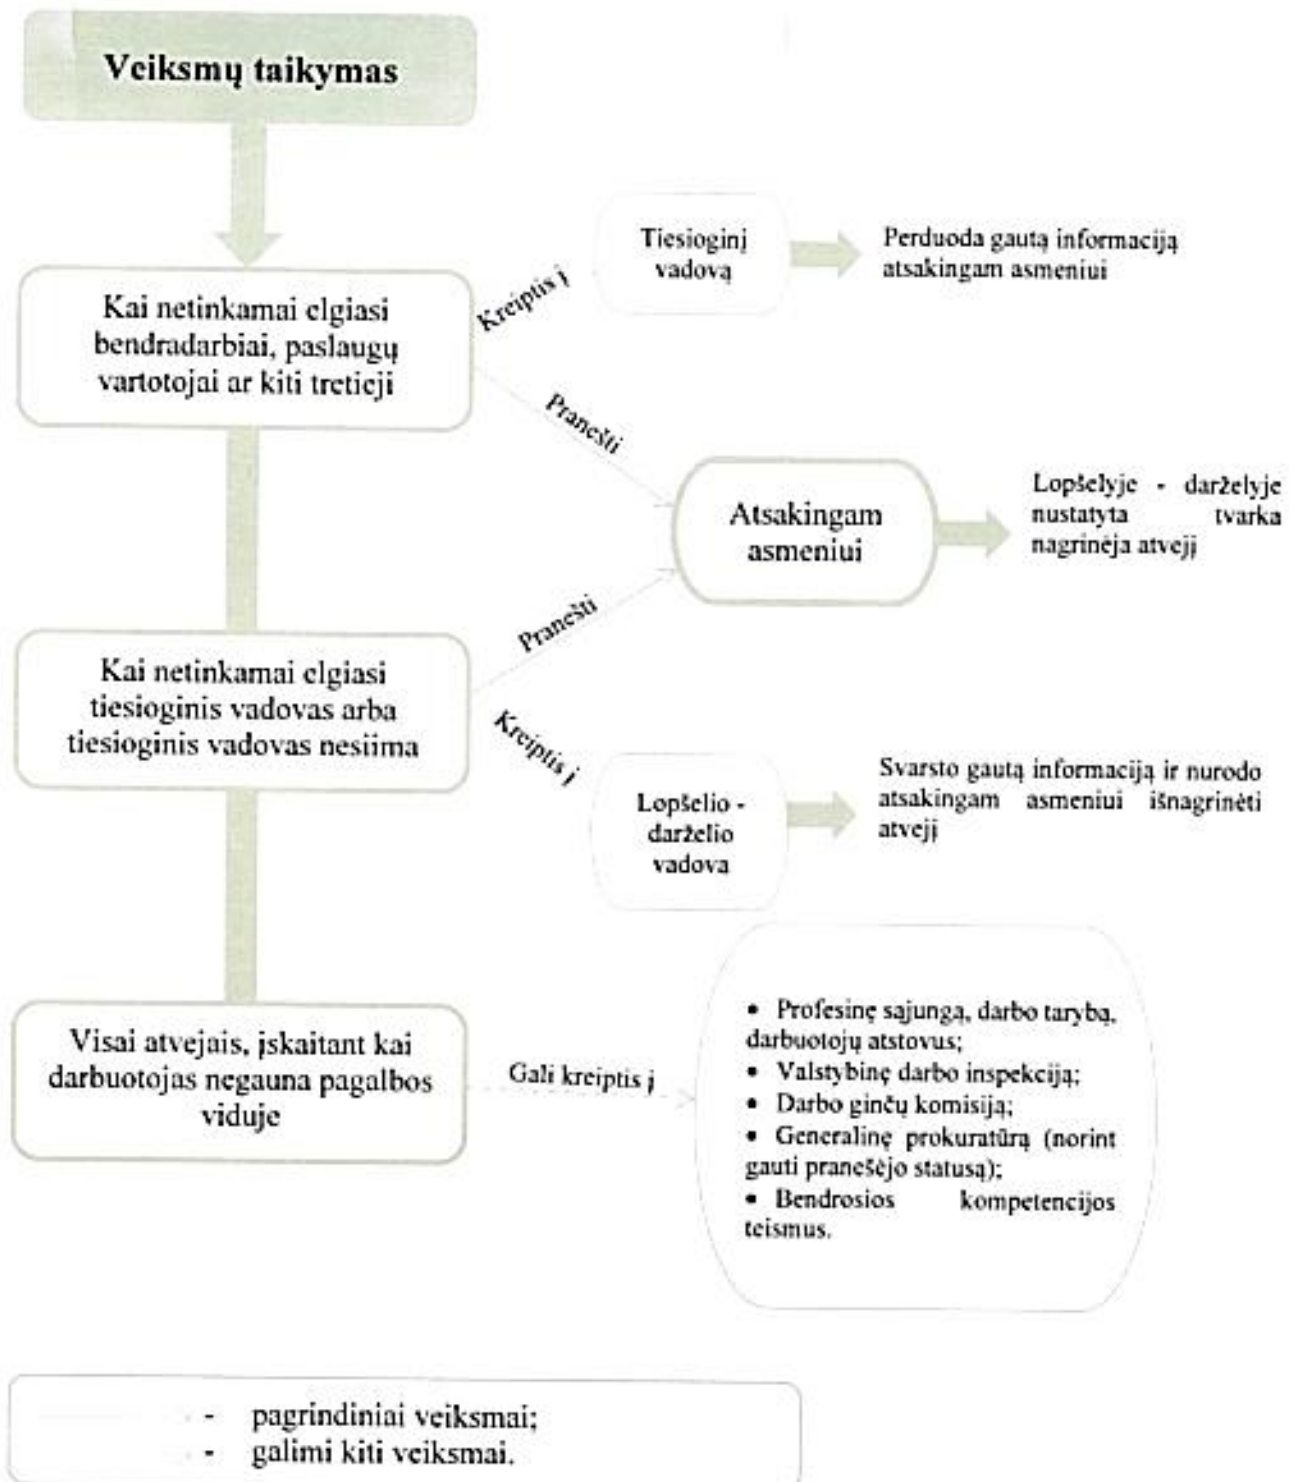 Veiksmų taikymas
Tiesioginį
vadovą
Perduoda gautą informaciją
atsakingam asmeniui
Kreiptis į
Kai netinkamai elgiasi
bendradarbiai, paslaugų
vartotojai ar kiti tretieji
Pranešti
Atsakingam
asmeniui
Lopšelyje - darželyje
nustatyta tvarka
nagrinėja atvejį
Pranešti
Kai netinkamai elgiasi
tiesioginis vadovas arba
tiesioginis vadovas nesiima
Kreiptis į
Lopšelio -
darželio
vadova
Svarsto gautą informaciją ir nurodo
atsakingam asmeniui išnagrinėti
atvejį
Visai atvejais, įskaitant kai
darbuotojas negauna pagalbos
viduje
Gali kreiptis į
• Profesinę sąjungą, darbo tarybą,
darbuotojų atstovus;
• Valstybinę darbo inspekciją;
• Darbo ginčų komisiją;
• Generalinę prokuratūrą (norint
gauti pranešėjo statusą);
• Bendrosios kompetencijos
teismus.
- pagrindiniai veiksmai;
- galimi kiti veiksmai.